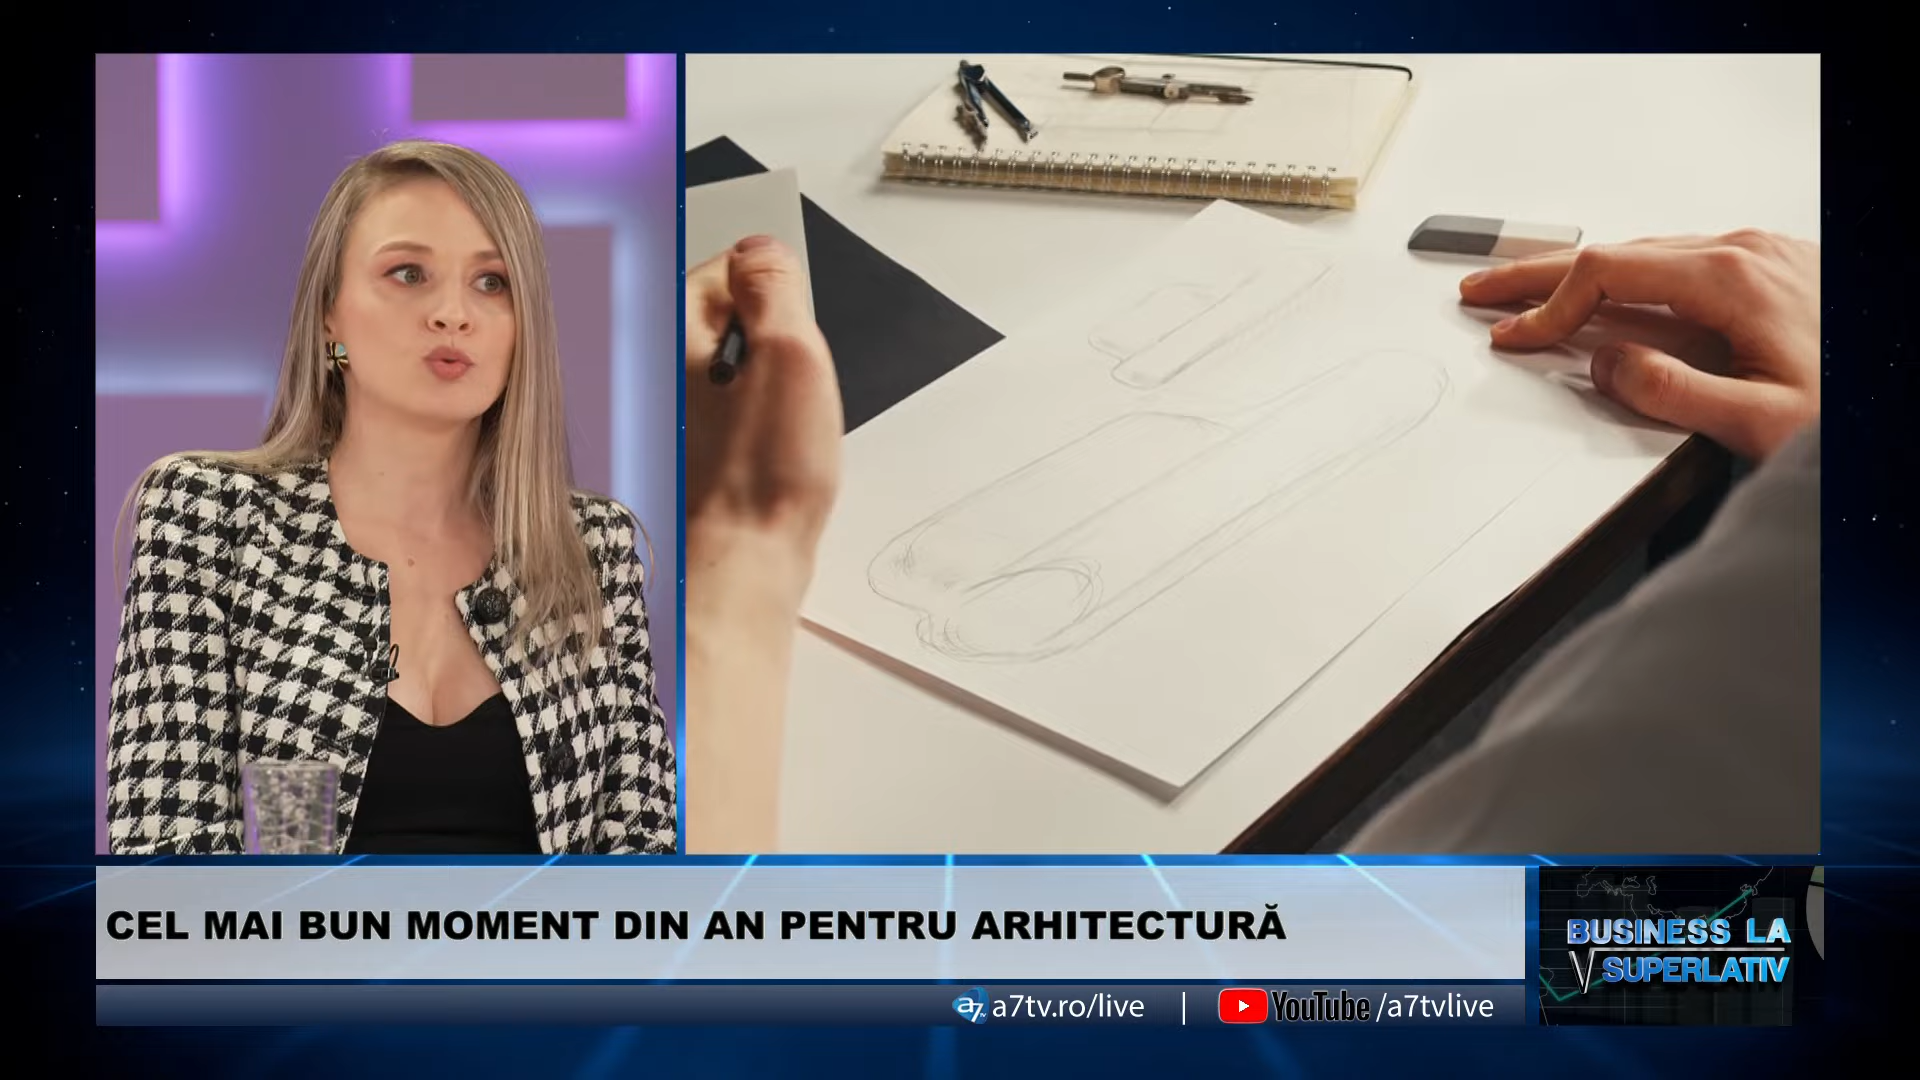 CEL MAI BUN MOMENT DIN AN PENTRU ARHITECTURĂ
BUSINESS LA
SUPERLATIV
a7tv.ro/live | YouTube /a7tvlive